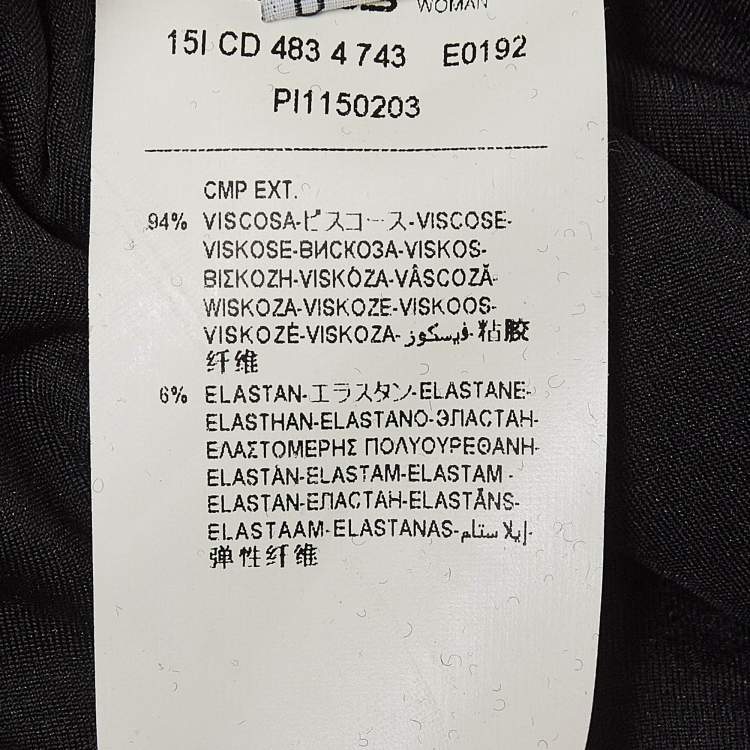 WOMAN
15I CD 483 4 743 E0192
PI1150203
CMP EXT.
94% VISCOSA-ビスコース-VISCOSE-
VISKOSE-ВИСКОЗА-VISKOS-
ΒΙΣΚΟΖΗ-VISKÓZA-VÂSCOZĂ-
WISKOZA-VISKOZE-VISKOOS-
VISKOZĖ-VISKOZA-فيسكوز-粘胶
纤维
6% ELASTAN-エラスタン-ELASTANE-
ELASTHAN-ELASTANO-ЭЛАСТАН-
ΕΛΑΣΤΟΜΕΡΗΣ ΠΟΛΥΟΥΡΕΘΑΝΗ-
ELASTÁN-ELASTAM-ELASTAM-
ELASTAN-ЕЛАСТАН-ELASTĀNS-
ELASTAAM-ELASTANAS-إيلاستام-
弹性纤维